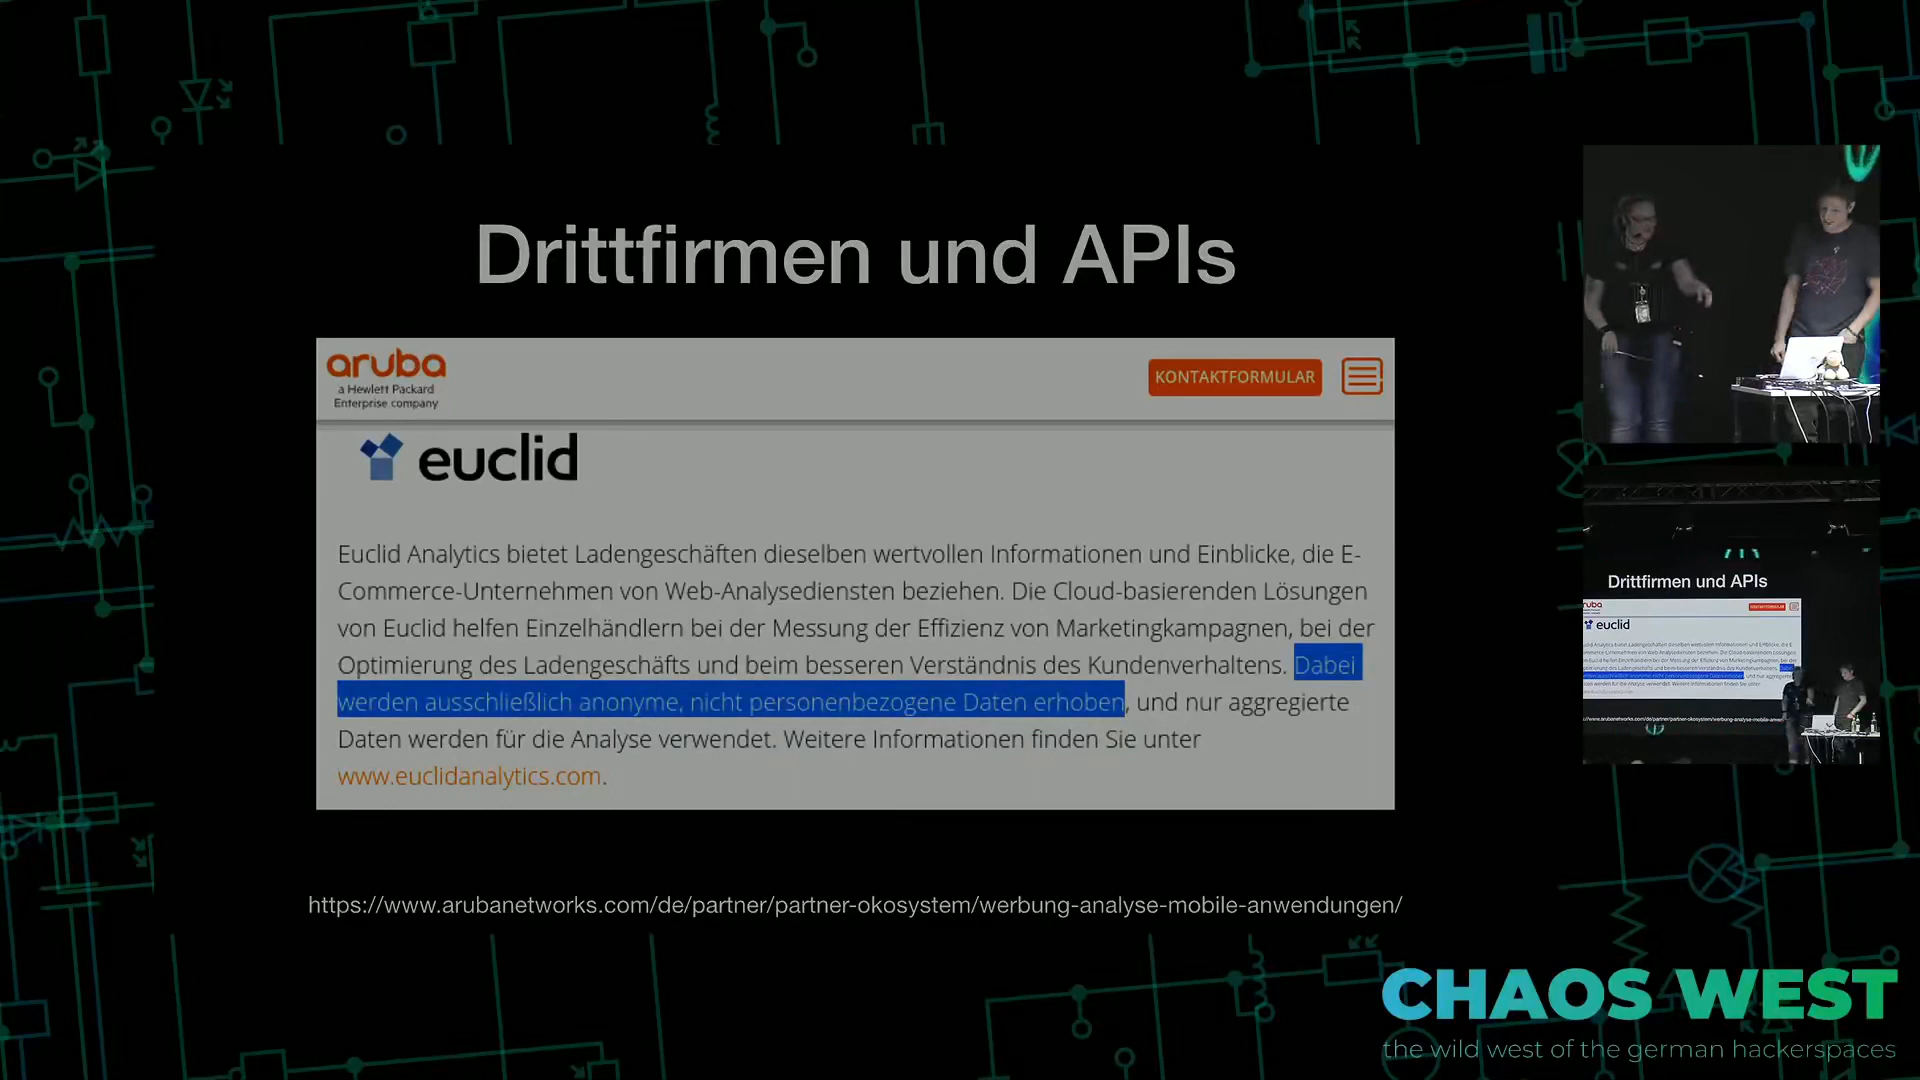 Drittfirmen und APIs
aruba
a Hewlett Packard
Enterprise company
KONTAKTFORMULAR
euclid
Euclid Analytics bietet Ladengeschäften dieselben wertvollen Informationen und Einblicke, die E-
Commerce-Unternehmen von Web-Analysediensten beziehen. Die Cloud-basierenden Lösungen
von Euclid helfen Einzelhändlern bei der Messung der Effizienz von Marketingkampagnen, bei der
Optimierung des Ladengeschäfts und beim besseren Verständnis des Kundenverhaltens. Dabei
werden ausschließlich anonyme, nicht personenbezogene Daten erhoben, und nur aggregierte
Daten werden für die Analyse verwendet. Weitere Informationen finden Sie unter
www.euclidanalytics.com.
https://www.arubanetworks.com/de/partner/partner-okosystem/werbung-analyse-mobile-anwendungen/
Drittfirmen und APIs
euclid
CHAOS WEST
the wild west of the german hackerspaces